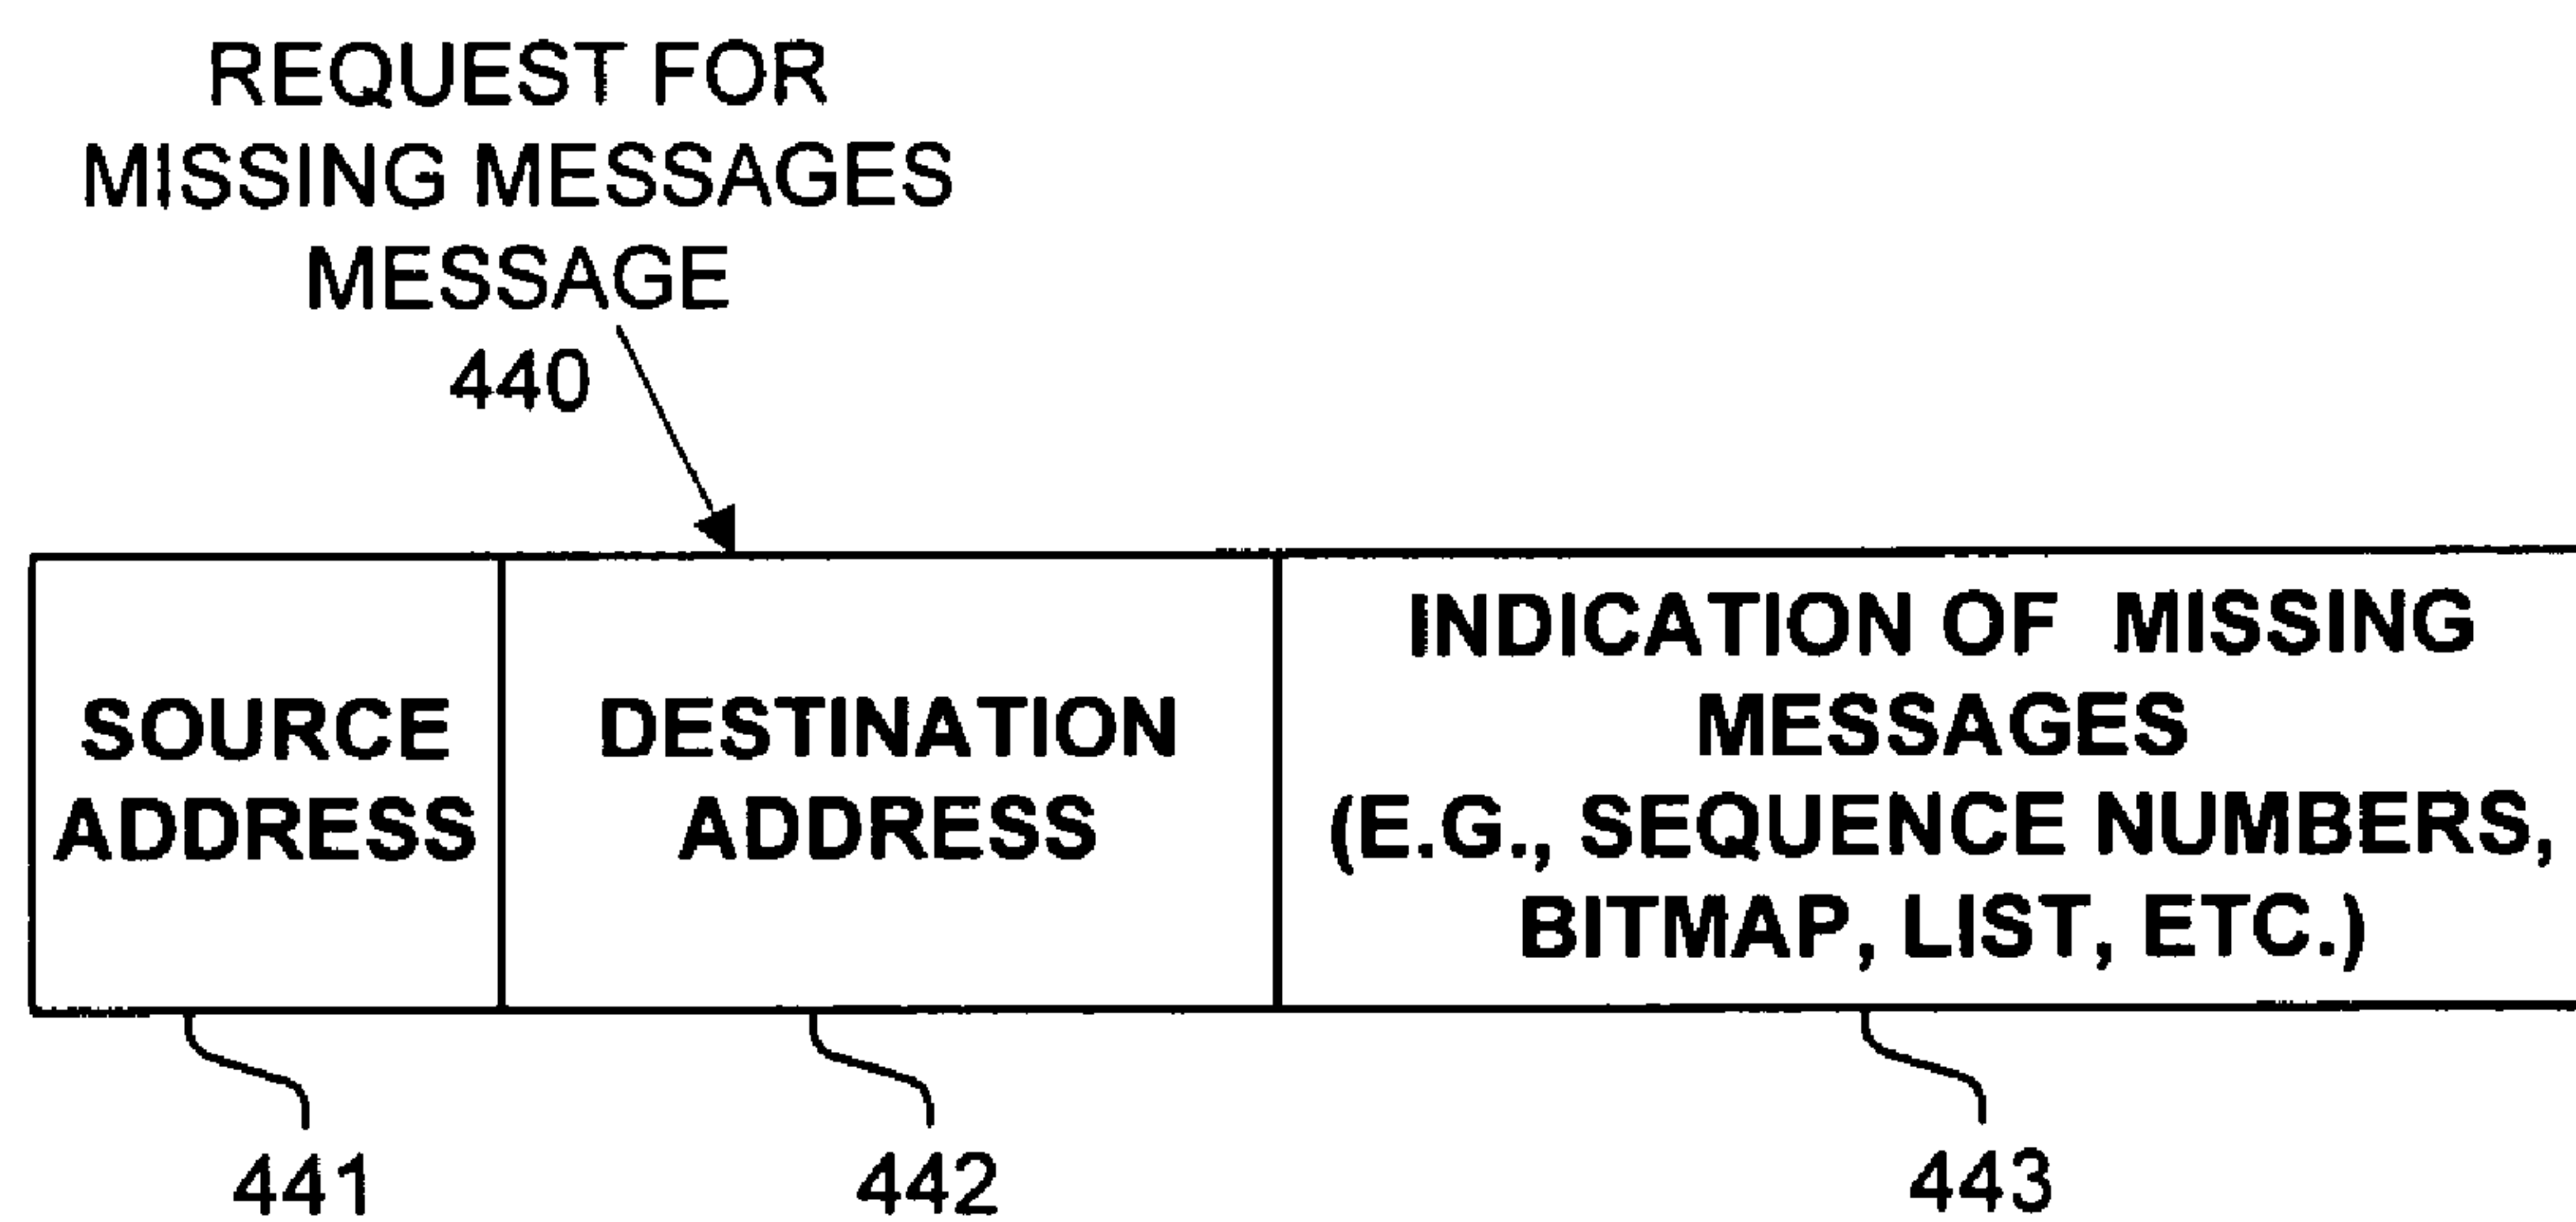 REQUEST FOR
MISSING MESSAGES
MESSAGE
440
SOURCE
ADDRESS
DESTINATION
ADDRESS
INDICATION OF MISSING
MESSAGES
(E.G., SEQUENCE NUMBERS,
BITMAP, LIST, ETC.)
441
442
443